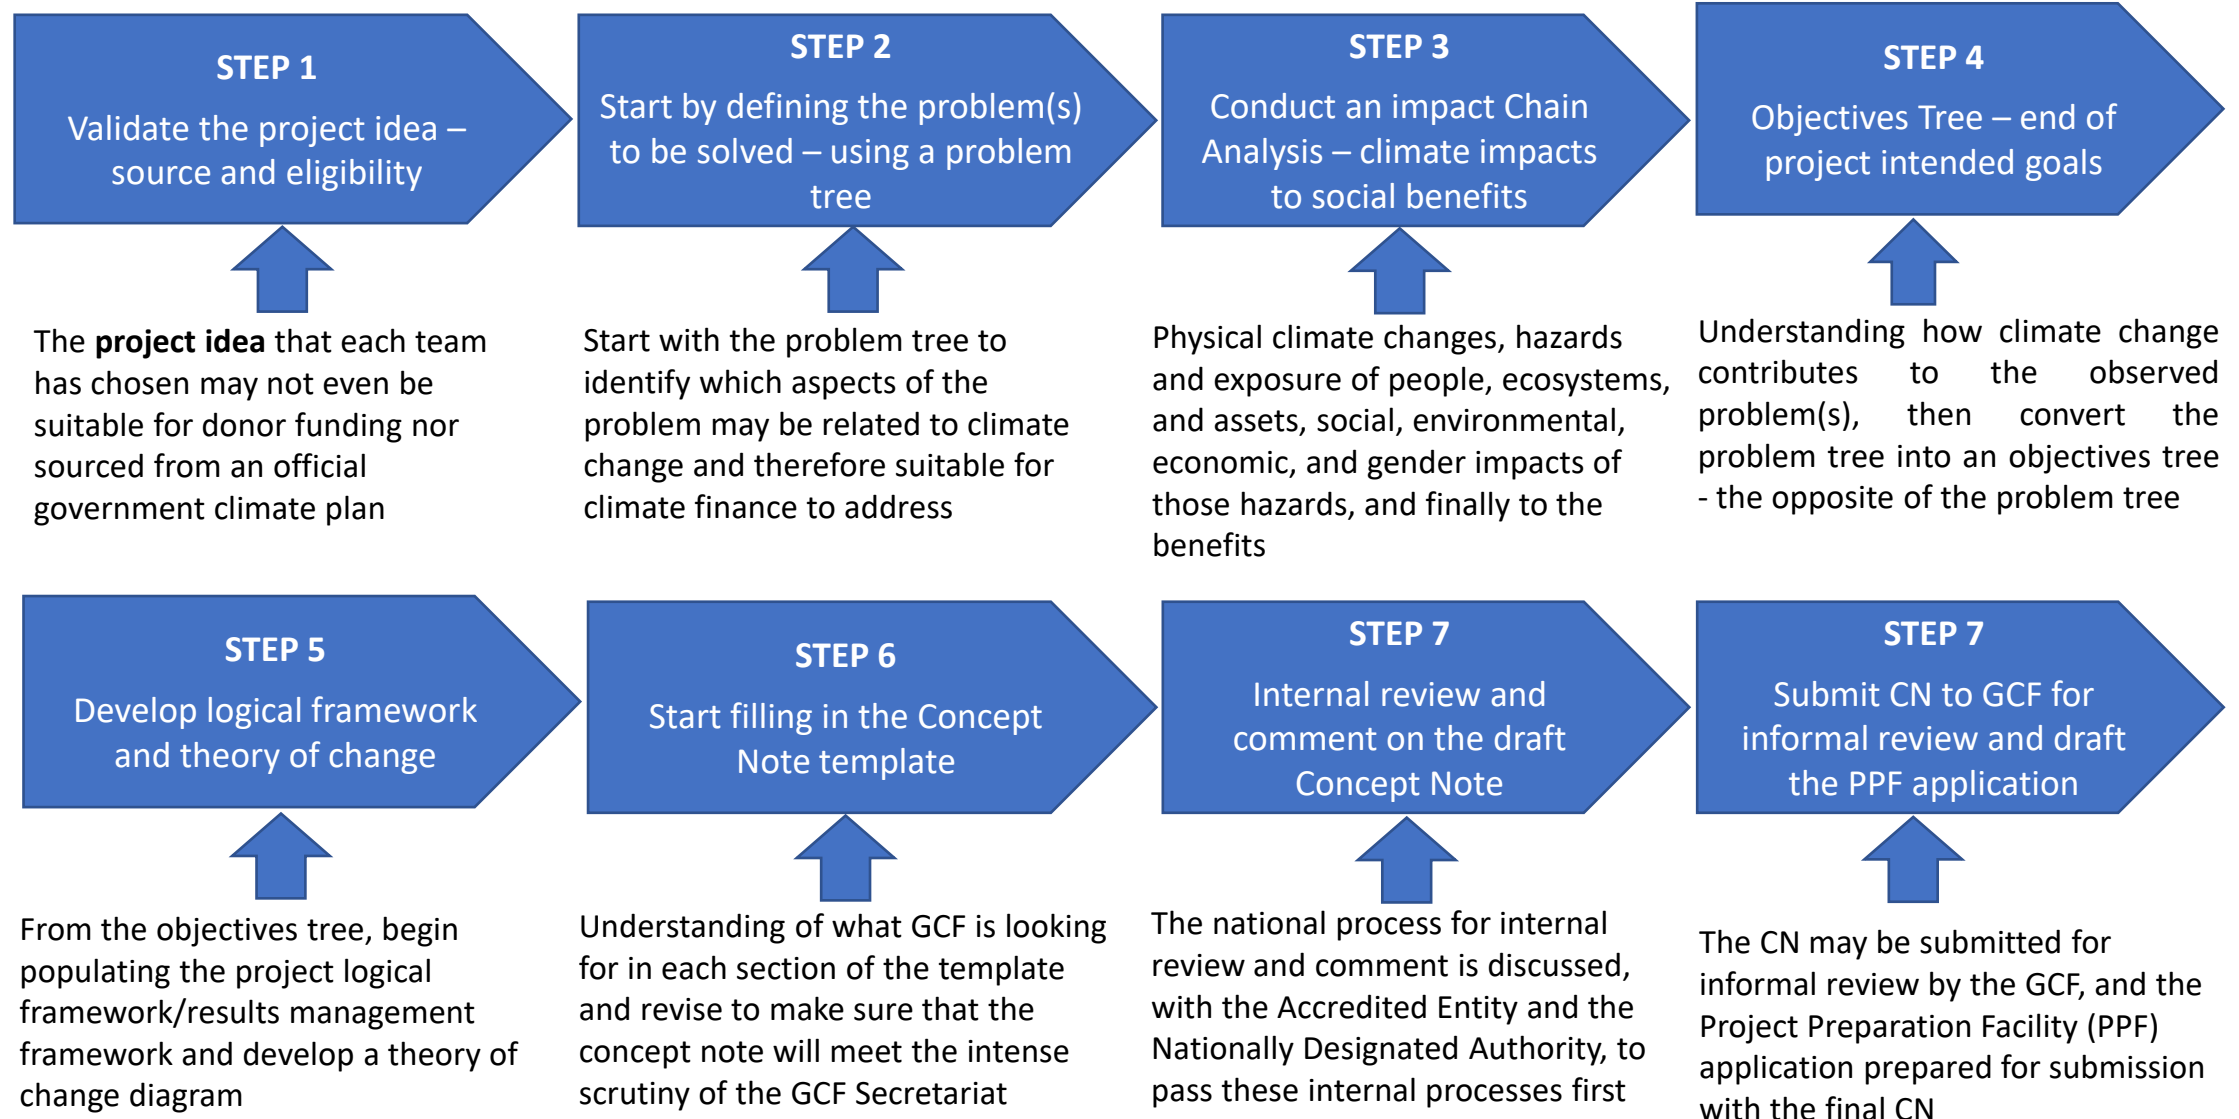 STEP 1
Validate the project idea –
source and eligibility
The project idea that each team
has chosen may not even be
suitable for donor funding nor
sourced from an official
government climate plan
STEP 2
Start by defining the problem(s)
to be solved – using a problem
tree
Start with the problem tree to
identify which aspects of the
problem may be related to climate
change and therefore suitable for
climate finance to address
STEP 3
Conduct an impact Chain
Analysis – climate impacts
to social benefits
Physical climate changes, hazards
and exposure of people, ecosystems,
and assets, social, environmental,
economic, and gender impacts of
those hazards, and finally to the
benefits
STEP 4
Objectives Tree – end of
project intended goals
Understanding how climate change
contributes to the observed
problem(s), then convert the
problem tree into an objectives tree
- the opposite of the problem tree
STEP 5
Develop logical framework
and theory of change
From the objectives tree, begin
populating the project logical
framework/results management
framework and develop a theory of
change diagram
STEP 6
Start filling in the Concept
Note template
Understanding of what GCF is looking
for in each section of the template
and revise to make sure that the
concept note will meet the intense
scrutiny of the GCF Secretariat
STEP 7
Internal review and
comment on the draft
Concept Note
The national process for internal
review and comment is discussed,
with the Accredited Entity and the
Nationally Designated Authority, to
pass these internal processes first
STEP 7
Submit CN to GCF for
informal review and draft
the PPF application
The CN may be submitted for
informal review by the GCF, and the
Project Preparation Facility (PPF)
application prepared for submission
with the final CN